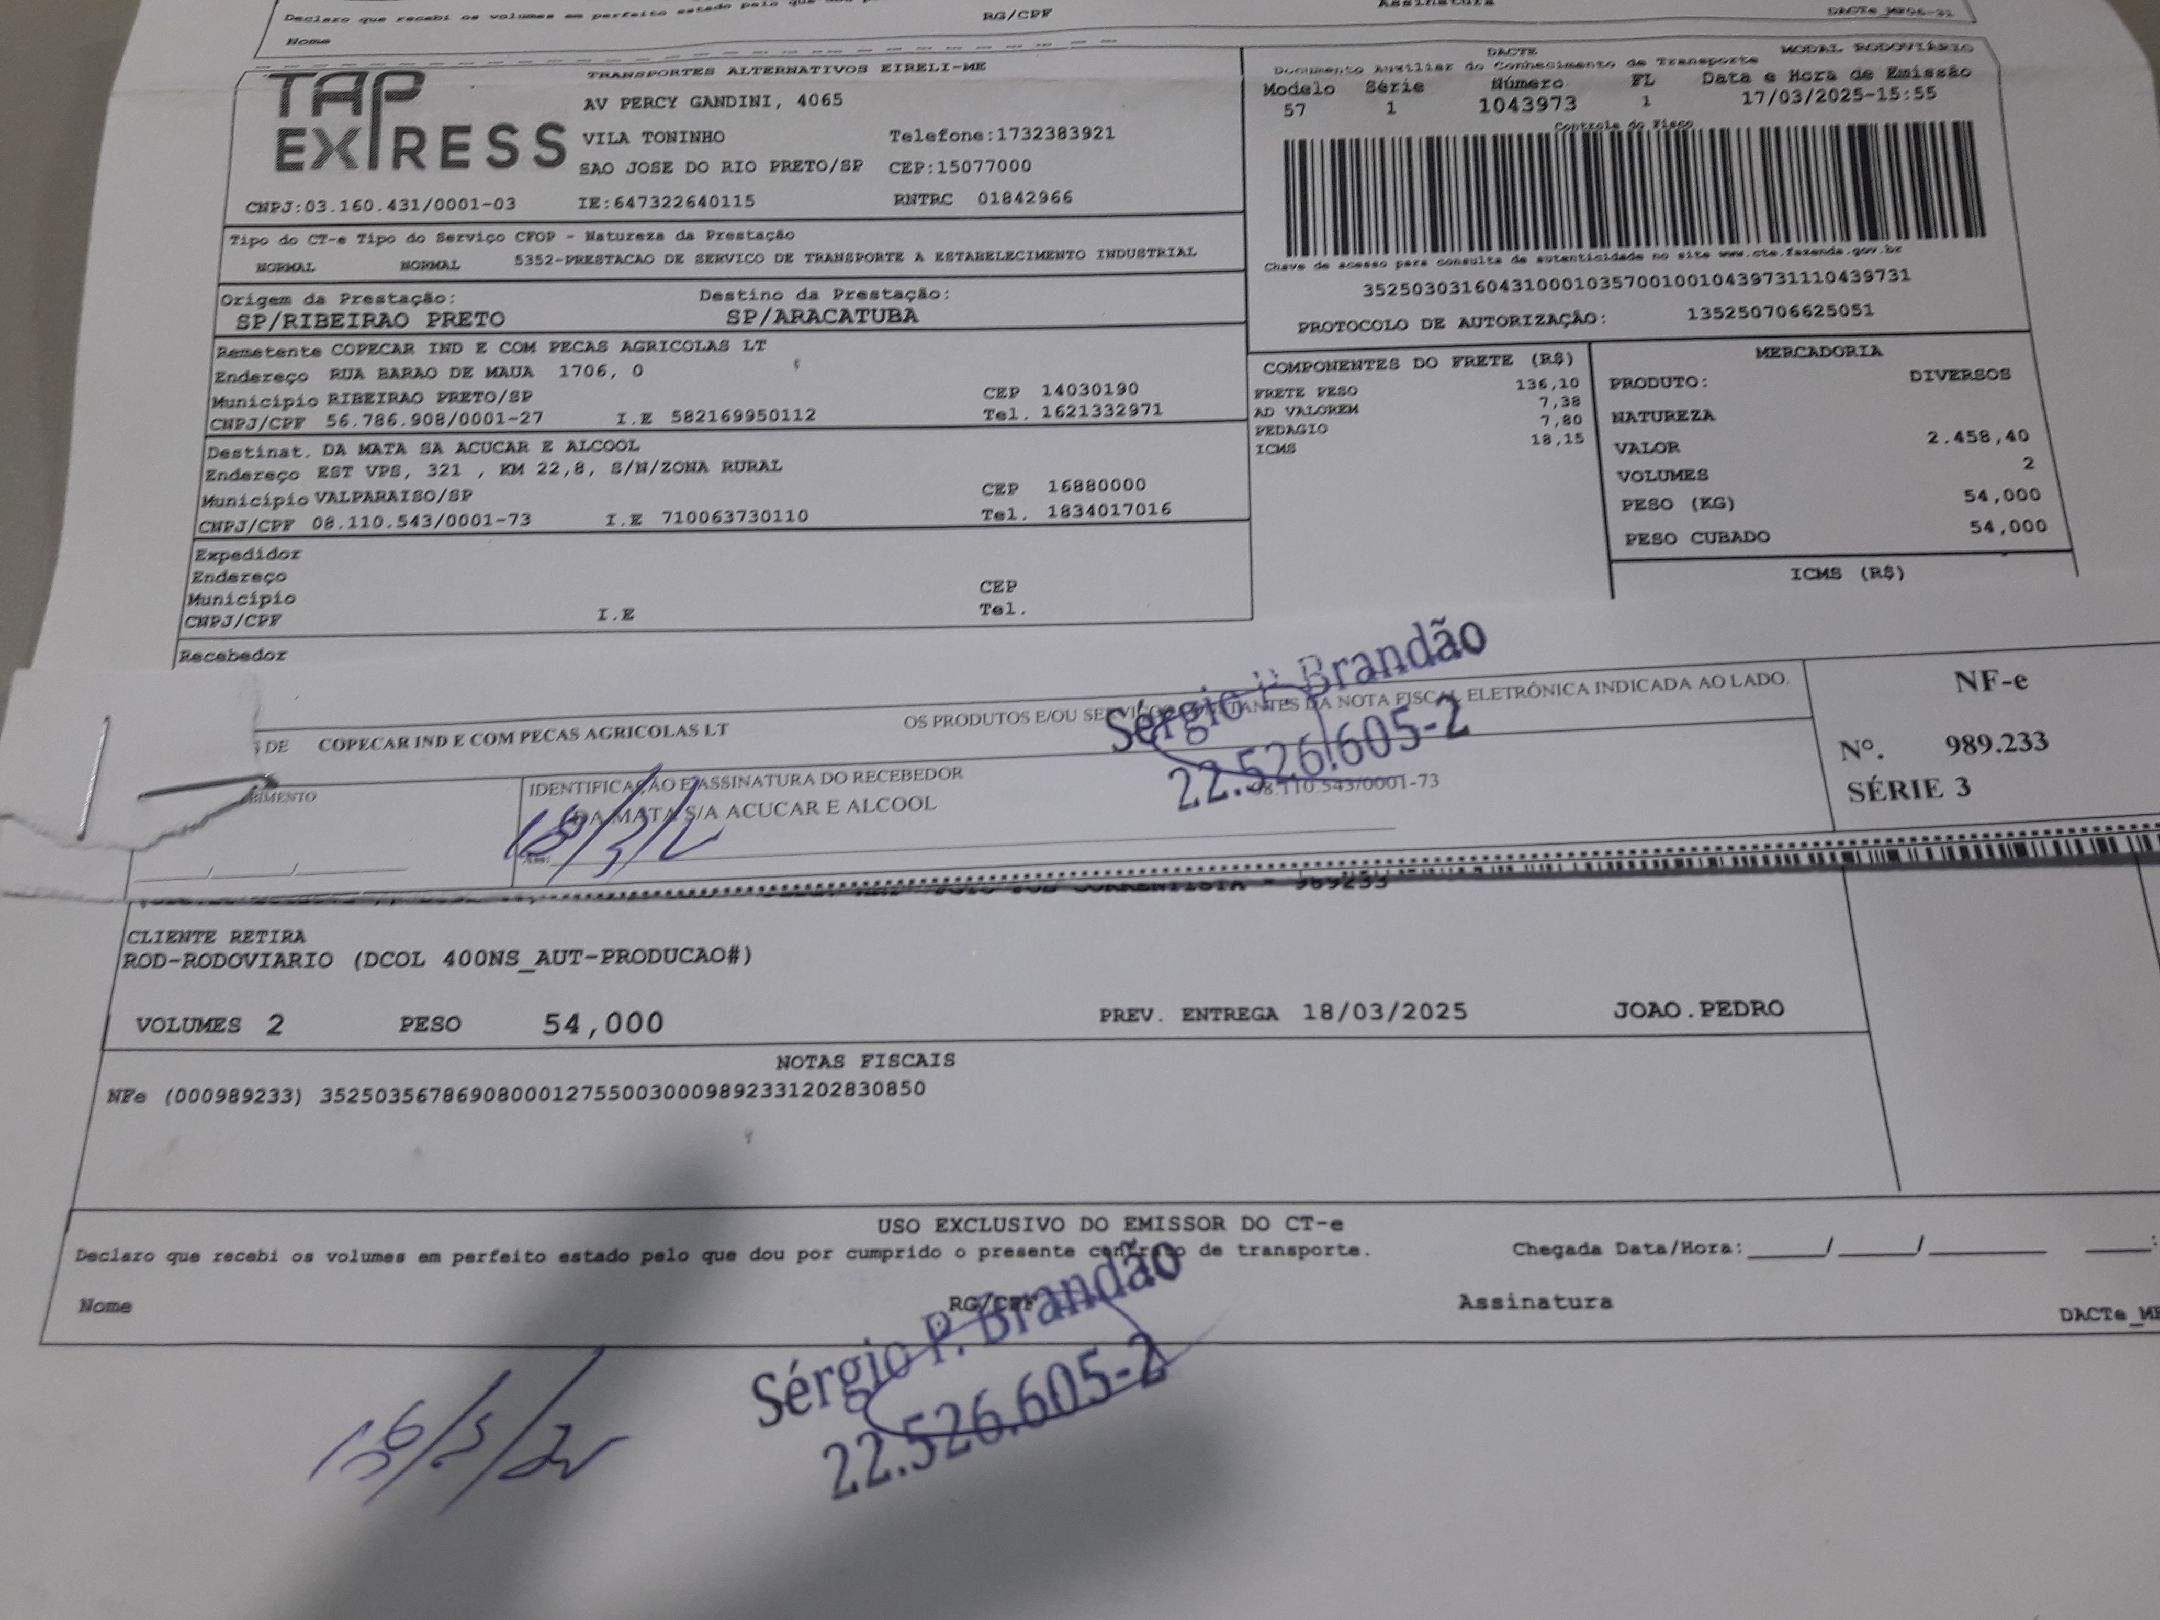 Declaro que recebi os volumes em perfeito estado pelo que dou
Nome
RG/CPF
Assinatura
TAP EXPRESS
TRANSPORTES ALTERNATIVOS EIRELI-ME
AV PERCY GANDINI, 4065
VILA TONINHO Telefone:1732383921
SAO JOSE DO RIO PRETO/SP CEP:15077000
CNPJ:03.160.431/0001-03 IE:647322640115 RNTRC 01842966
DACTE MODAL RODOVIÁRIO
Documento Auxiliar do Conhecimento de Transporte
Modelo Série Número FL Data e Hora de Emissão
57 1 1043973 1 17/03/2025-15:55
Controle do Fisco
Chave de acesso para consulta de autenticidade no site www.cte.fazenda.gov.br
35250303160431000103570010010439731110439731
PROTOCOLO DE AUTORIZAÇÃO: 135250706625051
Tipo do CT-e Tipo do Serviço CFOP - Natureza da Prestação
NORMAL NORMAL 5352-PRESTACAO DE SERVICO DE TRANSPORTE A ESTABELECIMENTO INDUSTRIAL
Origem da Prestação: Destino da Prestação:
SP/RIBEIRAO PRETO SP/ARACATUBA
Remetente COPECAR IND E COM PECAS AGRICOLAS LT
Endereço RUA BARAO DE MAUA 1706, 0
Município RIBEIRAO PRETO/SP CEP 14030190
CNPJ/CPF 56.786.908/0001-27 I.E 582169950112 Tel. 1621332971
Destinat. DA MATA SA ACUCAR E ALCOOL
Endereço EST VPS, 321 , KM 22,8, S/N/ZONA RURAL
Município VALPARAISO/SP CEP 16880000
CNPJ/CPF 08.110.543/0001-73 I.E 710063730110 Tel. 1834017016
Expedidor
Endereço
Município CEP
CNPJ/CPF I.E Tel.
Recebedor
COMPONENTES DO FRETE (R$)
FRETE PESO 136,10
AD VALOREM 7,38
PEDAGIO 7,80
ICMS 18,15
MERCADORIA
PRODUTO: DIVERSOS
NATUREZA
VALOR 2.458,40
VOLUMES 2
PESO (KG) 54,000
PESO CUBADO 54,000
ICMS (R$)
DE COPECAR IND E COM PECAS AGRICOLAS LT OS PRODUTOS E/OU SERVIÇOS CONSTANTES DA NOTA FISCAL ELETRÔNICA INDICADA AO LADO.
Sérgio P. Brandão
22.526.605-2
IDENTIFICAÇÃO E ASSINATURA DO RECEBEDOR
DA MATA S/A ACUCAR E ALCOOL 08.110.543/0001-73
NF-e
Nº. 989.233
SÉRIE 3
989233
CLIENTE RETIRA
ROD-RODOVIARIO (DCOL 400NS_AUT-PRODUCAO#)
VOLUMES 2 PESO 54,000 PREV. ENTREGA 18/03/2025 JOAO.PEDRO
NOTAS FISCAIS
NFe (000989233) 35250356786908000127550030009892331202830850
USO EXCLUSIVO DO EMISSOR DO CT-e
Declaro que recebi os volumes em perfeito estado pelo que dou por cumprido o presente contrato de transporte. Chegada Data/Hora:____/____/______ ___:
Nome RG/CPF Assinatura
Sérgio P. Brandão
22.526.605-2